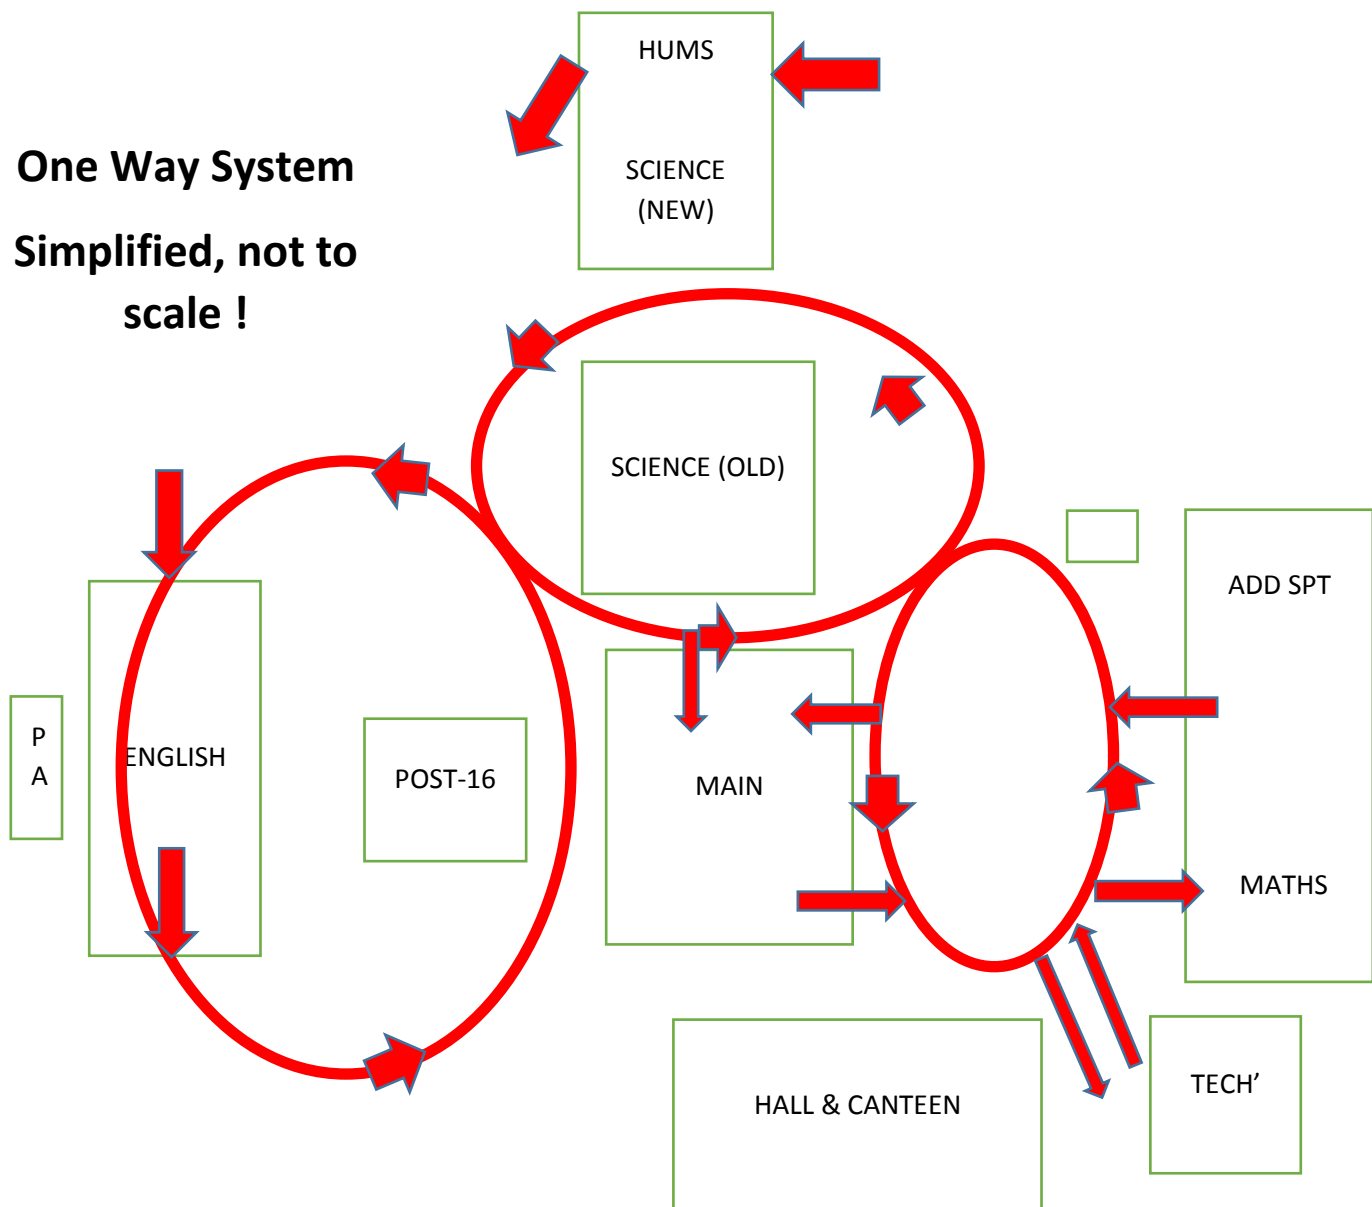 HUMS
One Way System
SCIENCE
(NEW)
Simplified, not to
scale !
SCIENCE (OLD)
ADD SPT
P
A
ENGLISH
POST-16
MAIN
MATHS
TECH’
HALL & CANTEEN